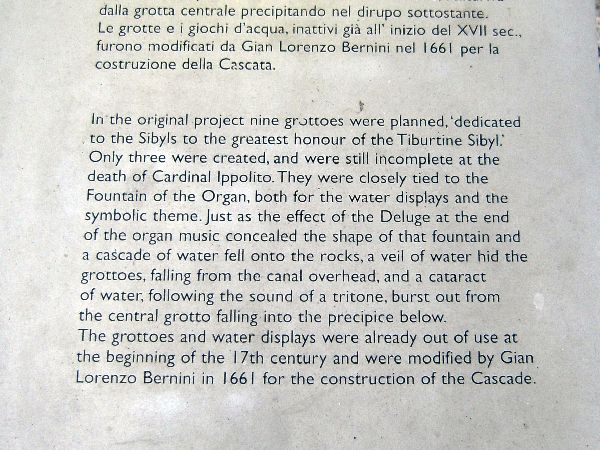 dalla grotta centrale precipitando nel dirupo sottostante.
Le grotte e i giochi d'acqua, inattivi già all' inizio del XVII sec.,
furono modificati da Gian Lorenzo Bernini nel 1661 per la
costruzione della Cascata.
In the original project nine grottoes were planned, 'dedicated
to the Sibyls to the greatest honour of the Tiburtine Sibyl.'
Only three were created, and were still incomplete at the
death of Cardinal Ippolito. They were closely tied to the
Fountain of the Organ, both for the water displays and the
symbolic theme. Just as the effect of the Deluge at the end
of the organ music concealed the shape of that fountain and
a cascade of water fell onto the rocks, a veil of water hid the
grottoes, falling from the canal overhead, and a cataract
of water, following the sound of a tritone, burst out from
the central grotto falling into the precipice below.
The grottoes and water displays were already out of use at
the beginning of the 17th century and were modified by Gian
Lorenzo Bernini in 1661 for the construction of the Cascade.